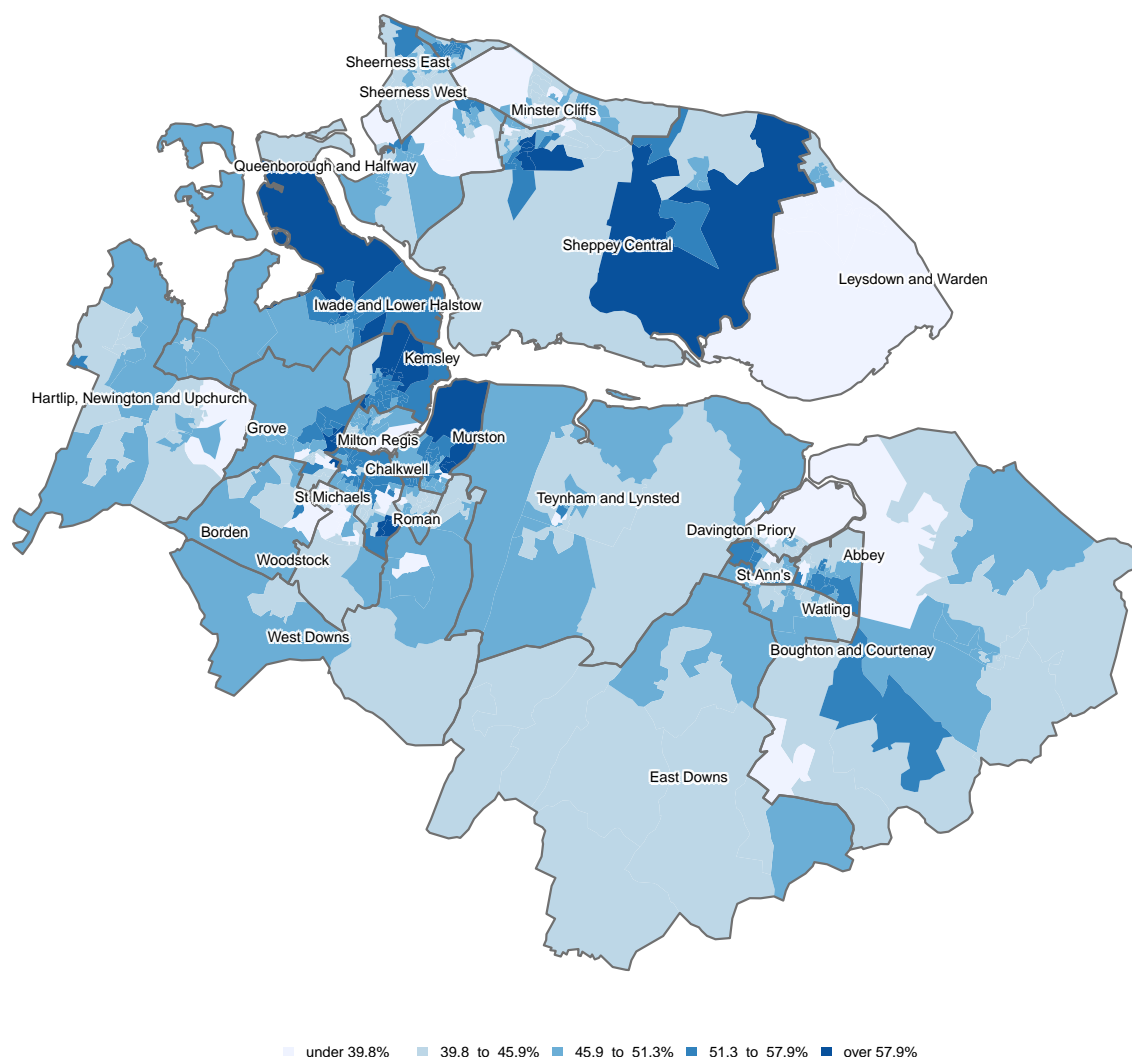 Sheerness East
Sheerness West
Minster Cliffs
Queenborough and Halfway
Sheppey Central
Leysdown and Warden
Iwade and Lower Halstow
Kemsley
Hartlip, Newington and Upchurch
Grove
Milton Regis
Murston
Chalkwell
St Michaels
Teynham and Lynsted
Roman
Borden
Davington Priory
Woodstock
Abbey
St Ann's
Watling
West Downs
Boughton and Courtenay
East Downs
under 39.8% 39.8 to 45.9% 45.9 to 51.3% 51.3 to 57.9% over 57.9%